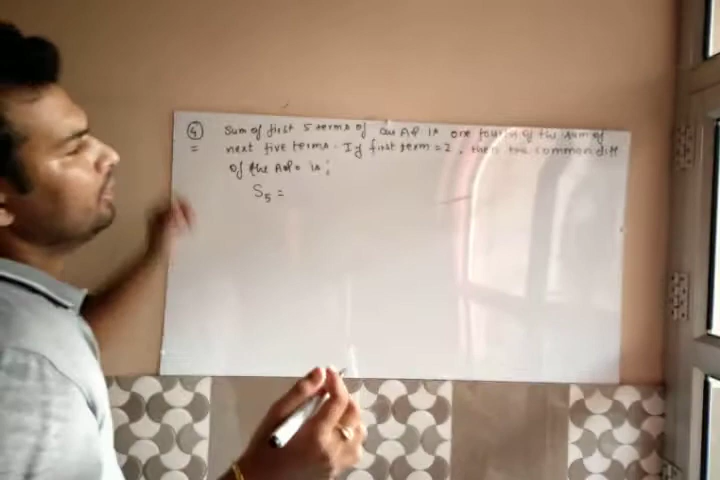 4 Sum of first 5 terms of an AP is one fourth of the sum of
= next five terms. If first term = 2, then the common diff
of the AP. is;
S₅ =